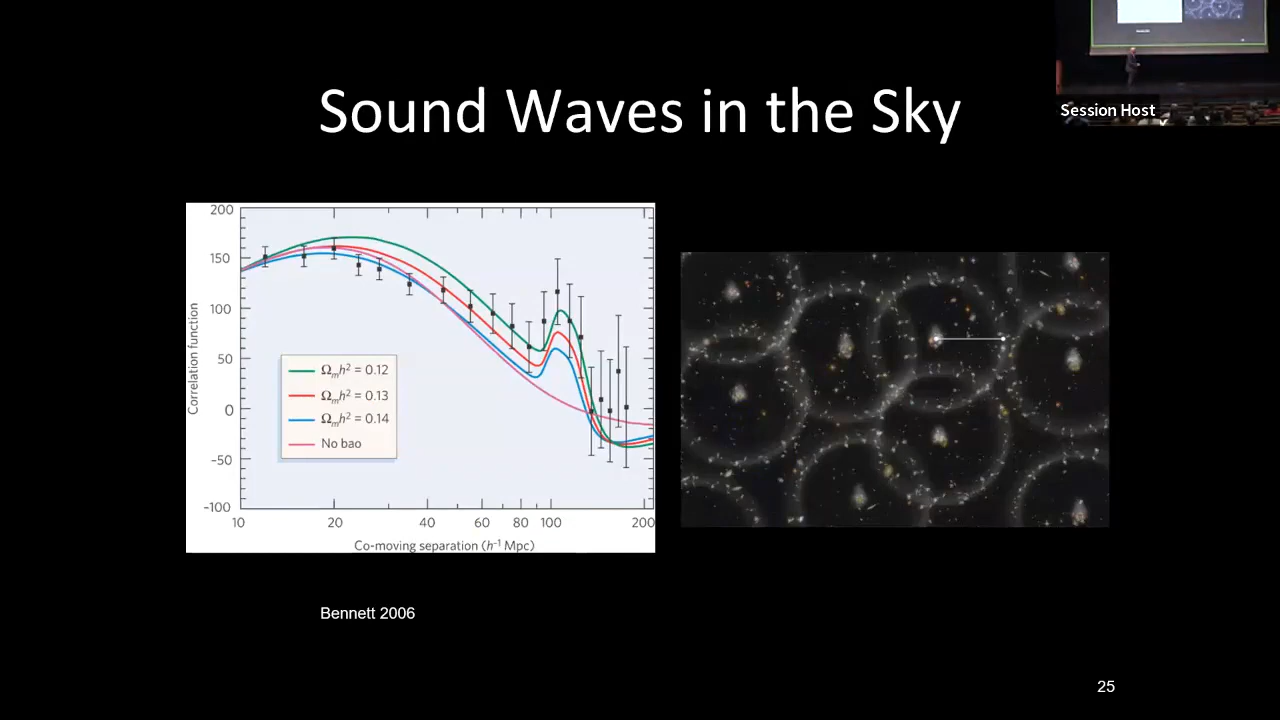 Sound Waves in the Sky
Session Host
200
150
100
50
0
-50
-100
Correlation function
Ωmh² = 0.12
Ωmh² = 0.13
Ωmh² = 0.14
No bao
10 20 40 60 80 100 200
Co-moving separation (h⁻¹ Mpc)
Bennett 2006
25